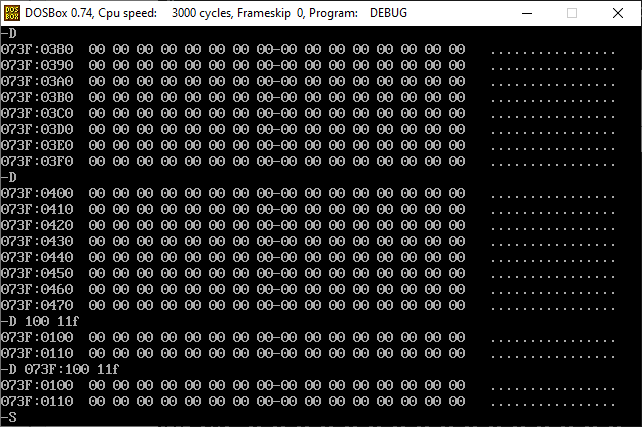 DOS
BOX
DOSBox 0.74, Cpu speed: 3000 cycles, Frameskip 0, Program: DEBUG
-D
073F:0380 00 00 00 00 00 00 00 00-00 00 00 00 00 00 00 00 ................
073F:0390 00 00 00 00 00 00 00 00-00 00 00 00 00 00 00 00 ................
073F:03A0 00 00 00 00 00 00 00 00-00 00 00 00 00 00 00 00 ................
073F:03B0 00 00 00 00 00 00 00 00-00 00 00 00 00 00 00 00 ................
073F:03C0 00 00 00 00 00 00 00 00-00 00 00 00 00 00 00 00 ................
073F:03D0 00 00 00 00 00 00 00 00-00 00 00 00 00 00 00 00 ................
073F:03E0 00 00 00 00 00 00 00 00-00 00 00 00 00 00 00 00 ................
073F:03F0 00 00 00 00 00 00 00 00-00 00 00 00 00 00 00 00 ................
-D
073F:0400 00 00 00 00 00 00 00 00-00 00 00 00 00 00 00 00 ................
073F:0410 00 00 00 00 00 00 00 00-00 00 00 00 00 00 00 00 ................
073F:0420 00 00 00 00 00 00 00 00-00 00 00 00 00 00 00 00 ................
073F:0430 00 00 00 00 00 00 00 00-00 00 00 00 00 00 00 00 ................
073F:0440 00 00 00 00 00 00 00 00-00 00 00 00 00 00 00 00 ................
073F:0450 00 00 00 00 00 00 00 00-00 00 00 00 00 00 00 00 ................
073F:0460 00 00 00 00 00 00 00 00-00 00 00 00 00 00 00 00 ................
073F:0470 00 00 00 00 00 00 00 00-00 00 00 00 00 00 00 00 ................
-D 100 11f
073F:0100 00 00 00 00 00 00 00 00-00 00 00 00 00 00 00 00 ................
073F:0110 00 00 00 00 00 00 00 00-00 00 00 00 00 00 00 00 ................
-D 073F:100 11f
073F:0100 00 00 00 00 00 00 00 00-00 00 00 00 00 00 00 00 ................
073F:0110 00 00 00 00 00 00 00 00-00 00 00 00 00 00 00 00 ................
-S